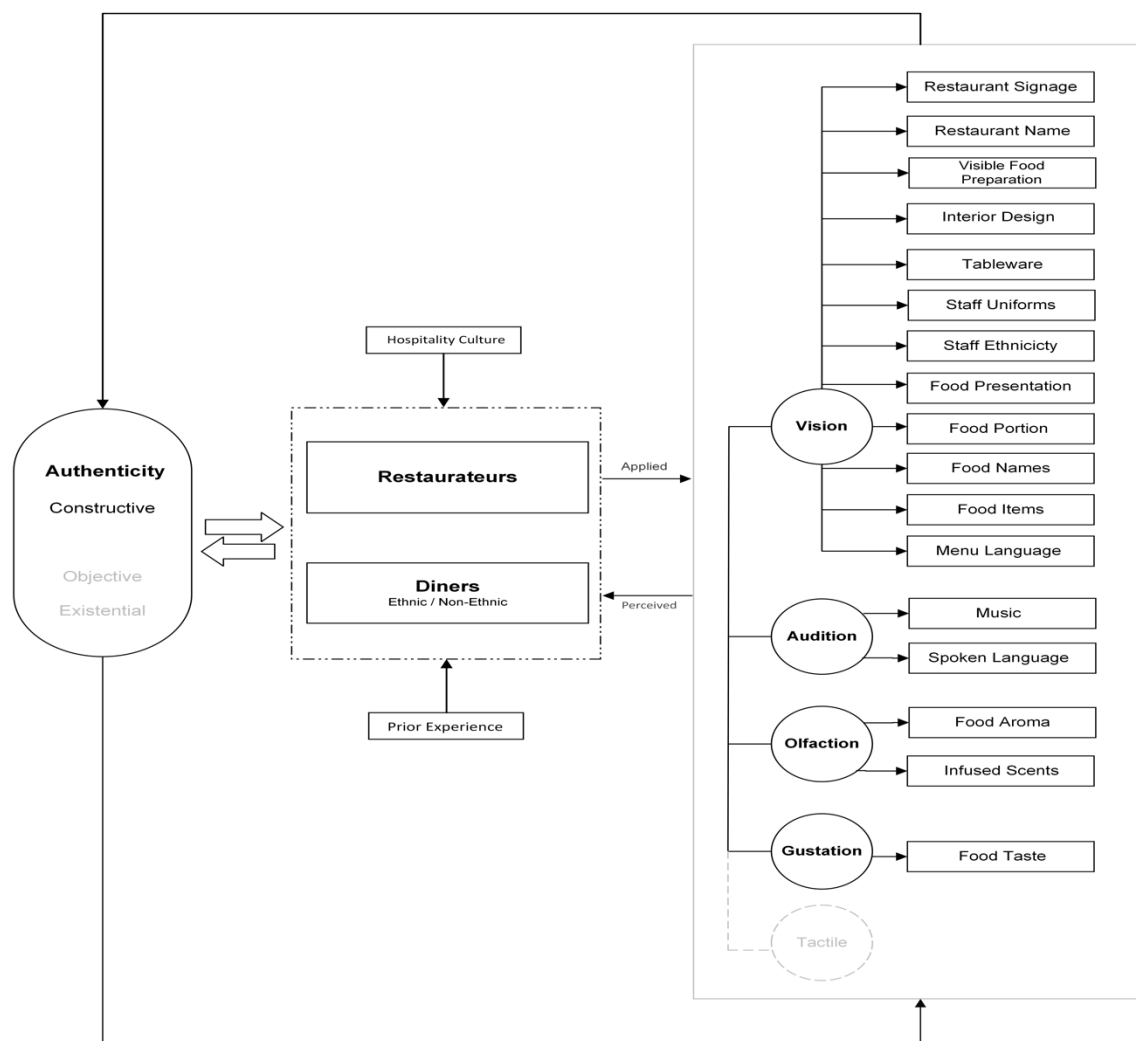 Authenticity
Constructive
Objective
Existential
Hospitality Culture
Restaurateurs
Diners
Ethnic / Non-Ethnic
Prior Experience
Applied
Perceived
Vision
Restaurant Signage
Restaurant Name
Visible Food
Preparation
Interior Design
Tableware
Staff Uniforms
Staff Ethnicicty
Food Presentation
Food Portion
Food Names
Food Items
Menu Language
Audition
Music
Spoken Language
Olfaction
Food Aroma
Infused Scents
Gustation
Food Taste
Tactile